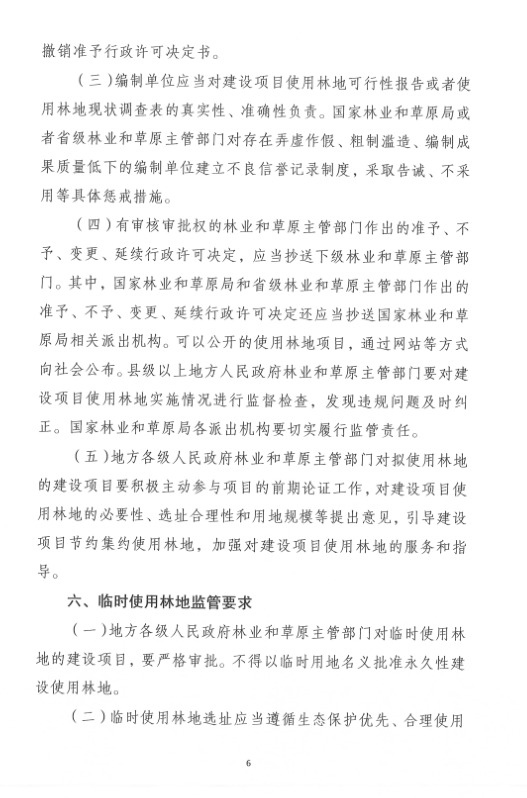 撤销准予行政许可决定书。
（三）编制单位应当对建设项目使用林地可行性报告或者使
用林地现状调查表的真实性、准确性负责。国家林业和草原局或
者省级林业和草原主管部门对存在弄虚作假、粗制滥造、编制成
果质量低下的编制单位建立不良信誉记录制度，采取告诫、不采
用等具体惩戒措施。
（四）有审核审批权的林业和草原主管部门作出的准予、不
予、变更、延续行政许可决定，应当抄送下级林业和草原主管部
门。其中，国家林业和草原局和省级林业和草原主管部门作出的
准予、不予、变更、延续行政许可决定还应当抄送国家林业和草
原局相关派出机构。可以公开的使用林地项目，通过网站等方式
向社会公布。县级以上地方人民政府林业和草原主管部门要对建
设项目使用林地实施情况进行监督检查，发现违规问题及时纠
正。国家林业和草原局各派出机构要切实履行监管责任。
（五）地方各级人民政府林业和草原主管部门对拟使用林地
的建设项目要积极主动参与项目的前期论证工作，对建设项目使
用林地的必要性、选址合理性和用地规模等提出意见，引导建设
项目节约集约使用林地，加强对建设项目使用林地的服务和指
导。
六、临时使用林地监管要求
（一）地方各级人民政府林业和草原主管部门对临时使用林
地的建设项目，要严格审批。不得以临时用地名义批准永久性建
设使用林地。
（二）临时使用林地选址应当遵循生态保护优先、合理使用
6